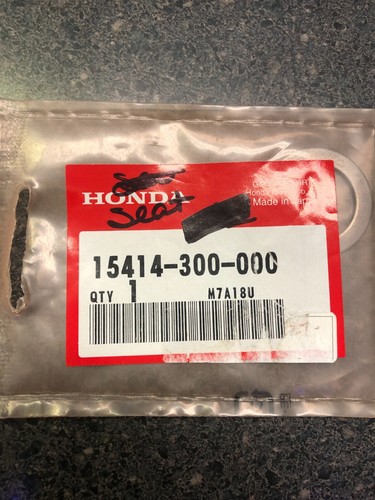 HONDA
Seat
Made in Japan
15414-300-000
QTY 1 M7A18U